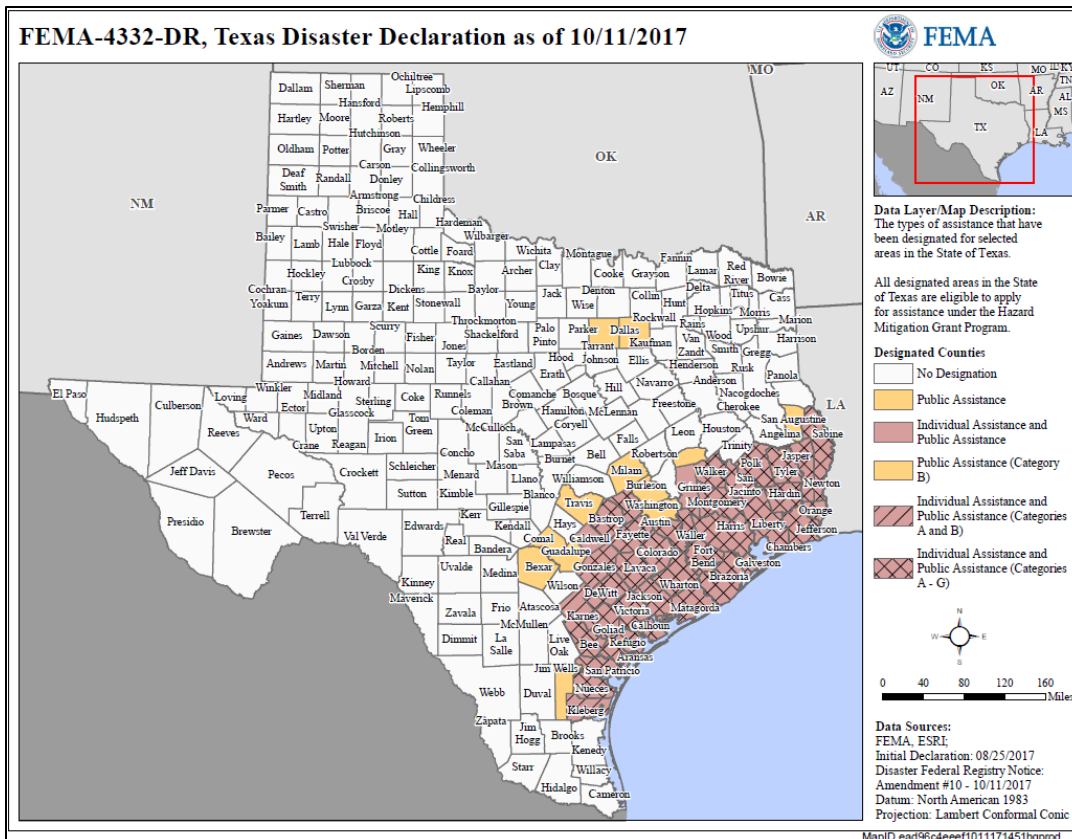 FEMA-4332-DR, Texas Disaster Declaration as of 10/11/2017
FEMA
MO
OK
NM
AR
LA
Dallam
Sherman
Ochiltree
Lipscomb
Hansford
Hemphill
Hartley
Moore
Roberts
Hutchinson
Oldham
Potter
Gray
Wheeler
Carson
Collingsworth
Deaf
Smith
Randall
Donley
Armstrong
Childress
Parmer
Castro
Briscoe
Hall
Swisher
Motley
Hardeman
Bailey
Lamb
Hale
Floyd
Cottle
Foard
Wilbarger
Wichita
Clay
Montague
Cooke
Grayson
Fannin
Lamar
Red
River
Bowie
Lubbock
Hockley
Crosby
King
Knox
Archer
Cochran
Yoakum
Terry
Lynn
Garza
Dickens
Kent
Stonewall
Baylor
Young
Jack
Wise
Denton
Collin
Hunt
Delta
Hopkins
Titus
Morris
Cass
Marion
Rockwall
Rains
Wood
Upshur
Harrison
Gaines
Dawson
Scurry
Borden
Fisher
Jones
Throckmorton
Shackelford
Palo
Pinto
Parker
Tarrant
Dallas
Kaufman
Van
Zandt
Smith
Gregg
Rusk
Panola
Andrews
Martin
Howard
Mitchell
Nolan
Taylor
Callahan
Eastland
Erath
Hood
Johnson
Ellis
Henderson
Anderson
Nacogdoches
Cherokee
El Paso
Hudspeth
Culberson
Loving
Winkler
Ward
Ector
Midland
Glasscock
Sterling
Coke
Runnels
Coleman
Brown
Comanche
Bosque
Hill
Navarro
Freestone
Hamilton
McLennan
Reeves
Crane
Upton
Reagan
Irion
Tom
Green
Concho
McCulloch
San
Saba
Lampasas
Coryell
Falls
Leon
Houston
San
Augustine
Angelina
Sabine
Trinity
Jeff Davis
Pecos
Crockett
Schleicher
Menard
Mason
Llano
Burnet
Bell
Williamson
Robertson
Milam
Burleson
Walker
Polk
Tyler
Jasper
Newton
Presidio
Brewster
Terrell
Val Verde
Sutton
Kimble
Gillespie
Blanco
Travis
Washington
Grimes
Montgomery
San
Jacinto
Hardin
Orange
Edwards
Kerr
Kendall
Hays
Bastrop
Austin
Waller
Harris
Liberty
Jefferson
Real
Bandera
Comal
Caldwell
Fayette
Chambers
Kinney
Uvalde
Medina
Bexar
Guadalupe
Gonzales
Colorado
Lavaca
Fort
Bend
Galveston
Brazoria
Wharton
Wilson
Maverick
Zavala
Frio
Atascosa
DeWitt
Jackson
Matagorda
Karnes
Victoria
McMullen
Goliad
Calhoun
Dimmit
La
Salle
Live
Oak
Bee
Refugio
Aransas
Webb
Duval
Jim Wells
San Patricio
Nueces
Kleberg
Zapata
Jim
Hogg
Brooks
Kenedy
Starr
Willacy
Hidalgo
Cameron
UT
CO
KS
MO
KY
TN
AZ
NM
OK
AR
AL
MS
TX
LA
Data Layer/Map Description:
The types of assistance that have
been designated for selected
areas in the State of Texas.
All designated areas in the State
of Texas are eligible to apply
for assistance under the Hazard
Mitigation Grant Program.
Designated Counties
No Designation
Public Assistance
Individual Assistance and
Public Assistance
Public Assistance (Category
B)
Individual Assistance and
Public Assistance (Categories
A and B)
Individual Assistance and
Public Assistance (Categories
A - G)
N
W
E
S
0 40 80 120 160
Miles
Data Sources:
FEMA, ESRI;
Initial Declaration: 08/25/2017
Disaster Federal Registry Notice:
Amendment #10 - 10/11/2017
Datum: North American 1983
Projection: Lambert Conformal Conic
MapID ead96c4eeef1011171451hqprod